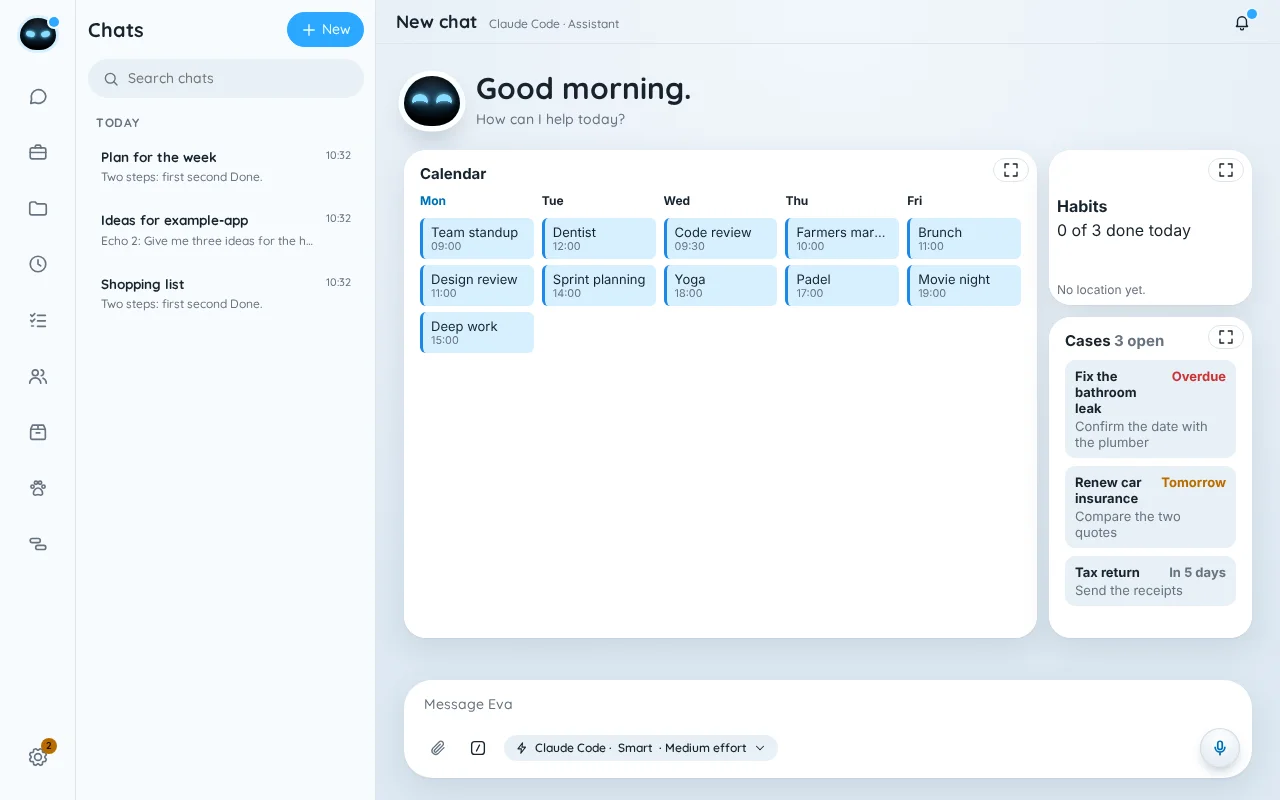 Chats
New
Search chats
TODAY
Plan for the week
10:32
Two steps: first second Done.
Ideas for example-app
10:32
Echo 2: Give me three ideas for the h...
Shopping list
10:32
Two steps: first second Done.
2
New chat
Claude Code · Assistant
Good morning.
How can I help today?
Calendar
Mon
Tue
Wed
Thu
Fri
Team standup
09:00
Dentist
12:00
Code review
09:30
Farmers mar...
10:00
Brunch
11:00
Design review
11:00
Sprint planning
14:00
Yoga
18:00
Padel
17:00
Movie night
19:00
Deep work
15:00
Habits
0 of 3 done today
No location yet.
Cases 3 open
Fix the
bathroom
leak
Overdue
Confirm the date with
the plumber
Renew car
insurance
Tomorrow
Compare the two
quotes
Tax return
In 5 days
Send the receipts
Message Eva
Claude Code · Smart · Medium effort